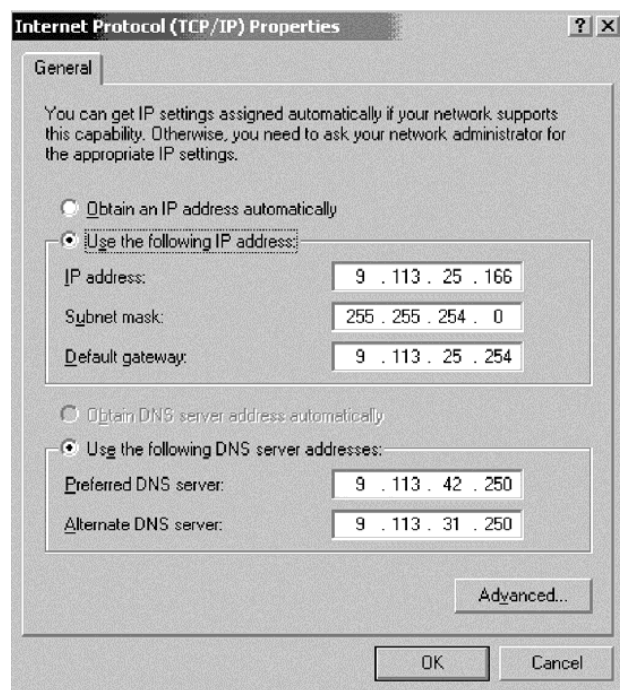 Internet Protocol (TCP/IP) Properties
General
You can get IP settings assigned automatically if your network supports
this capability. Otherwise, you need to ask your network administrator for
the appropriate IP settings.
Obtain an IP address automatically
Use the following IP address:
IP address: 9 . 113 . 25 . 166
Subnet mask: 255 . 255 . 254 . 0
Default gateway: 9 . 113 . 25 . 254
Obtain DNS server address automatically
Use the following DNS server addresses:
Preferred DNS server: 9 . 113 . 42 . 250
Alternate DNS server: 9 . 113 . 31 . 250
Advanced...
OK Cancel